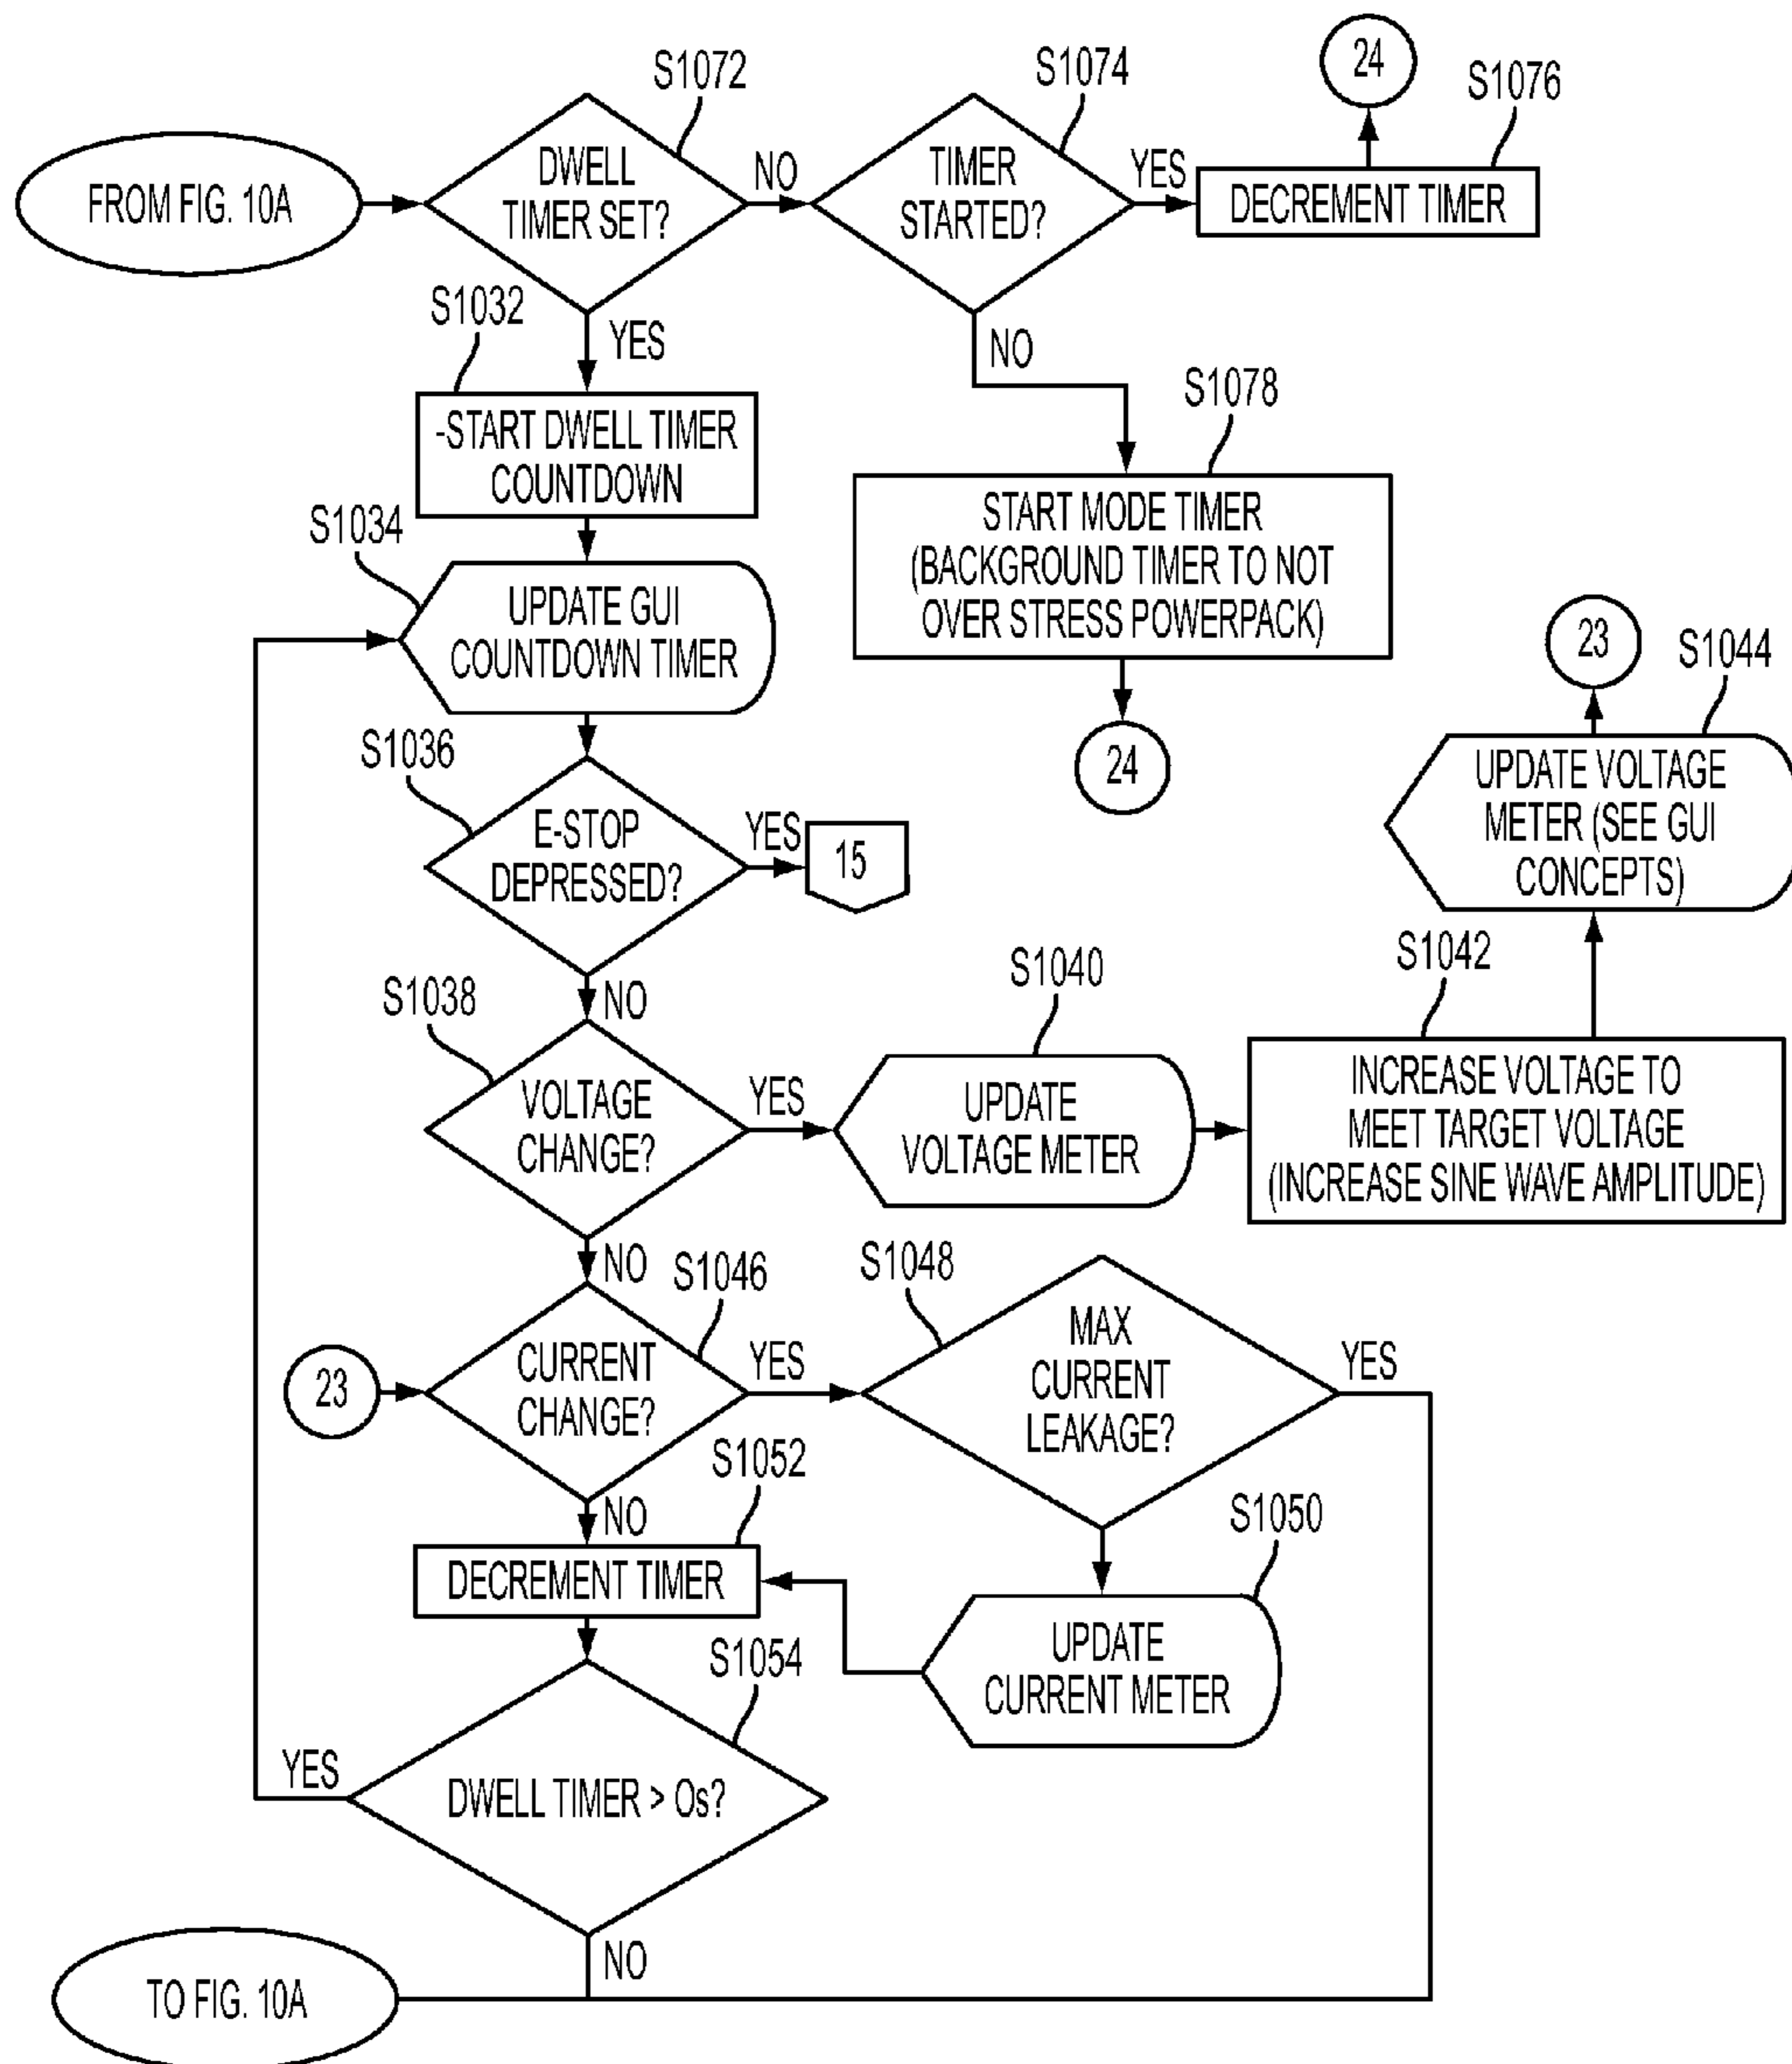 S1072
S1074
24
S1076
FROM FIG. 10A
DWELL
TIMER SET?
NO
TIMER
STARTED?
YES
DECREMENT TIMER
S1032
YES
NO
-START DWELL TIMER
COUNTDOWN
S1078
START MODE TIMER
(BACKGROUND TIMER TO NOT
OVER STRESS POWERPACK)
24
S1034
UPDATE GUI
COUNTDOWN TIMER
23
S1044
UPDATE VOLTAGE
METER (SEE GUI
CONCEPTS)
S1036
E-STOP
DEPRESSED?
YES
15
NO
S1038
VOLTAGE
CHANGE?
YES
S1040
UPDATE
VOLTAGE METER
S1042
INCREASE VOLTAGE TO
MEET TARGET VOLTAGE
(INCREASE SINE WAVE AMPLITUDE)
NO
S1046
23
CURRENT
CHANGE?
YES
S1048
MAX
CURRENT
LEAKAGE?
YES
NO
S1052
DECREMENT TIMER
S1050
UPDATE
CURRENT METER
S1054
YES
DWELL TIMER > Os?
NO
TO FIG. 10A